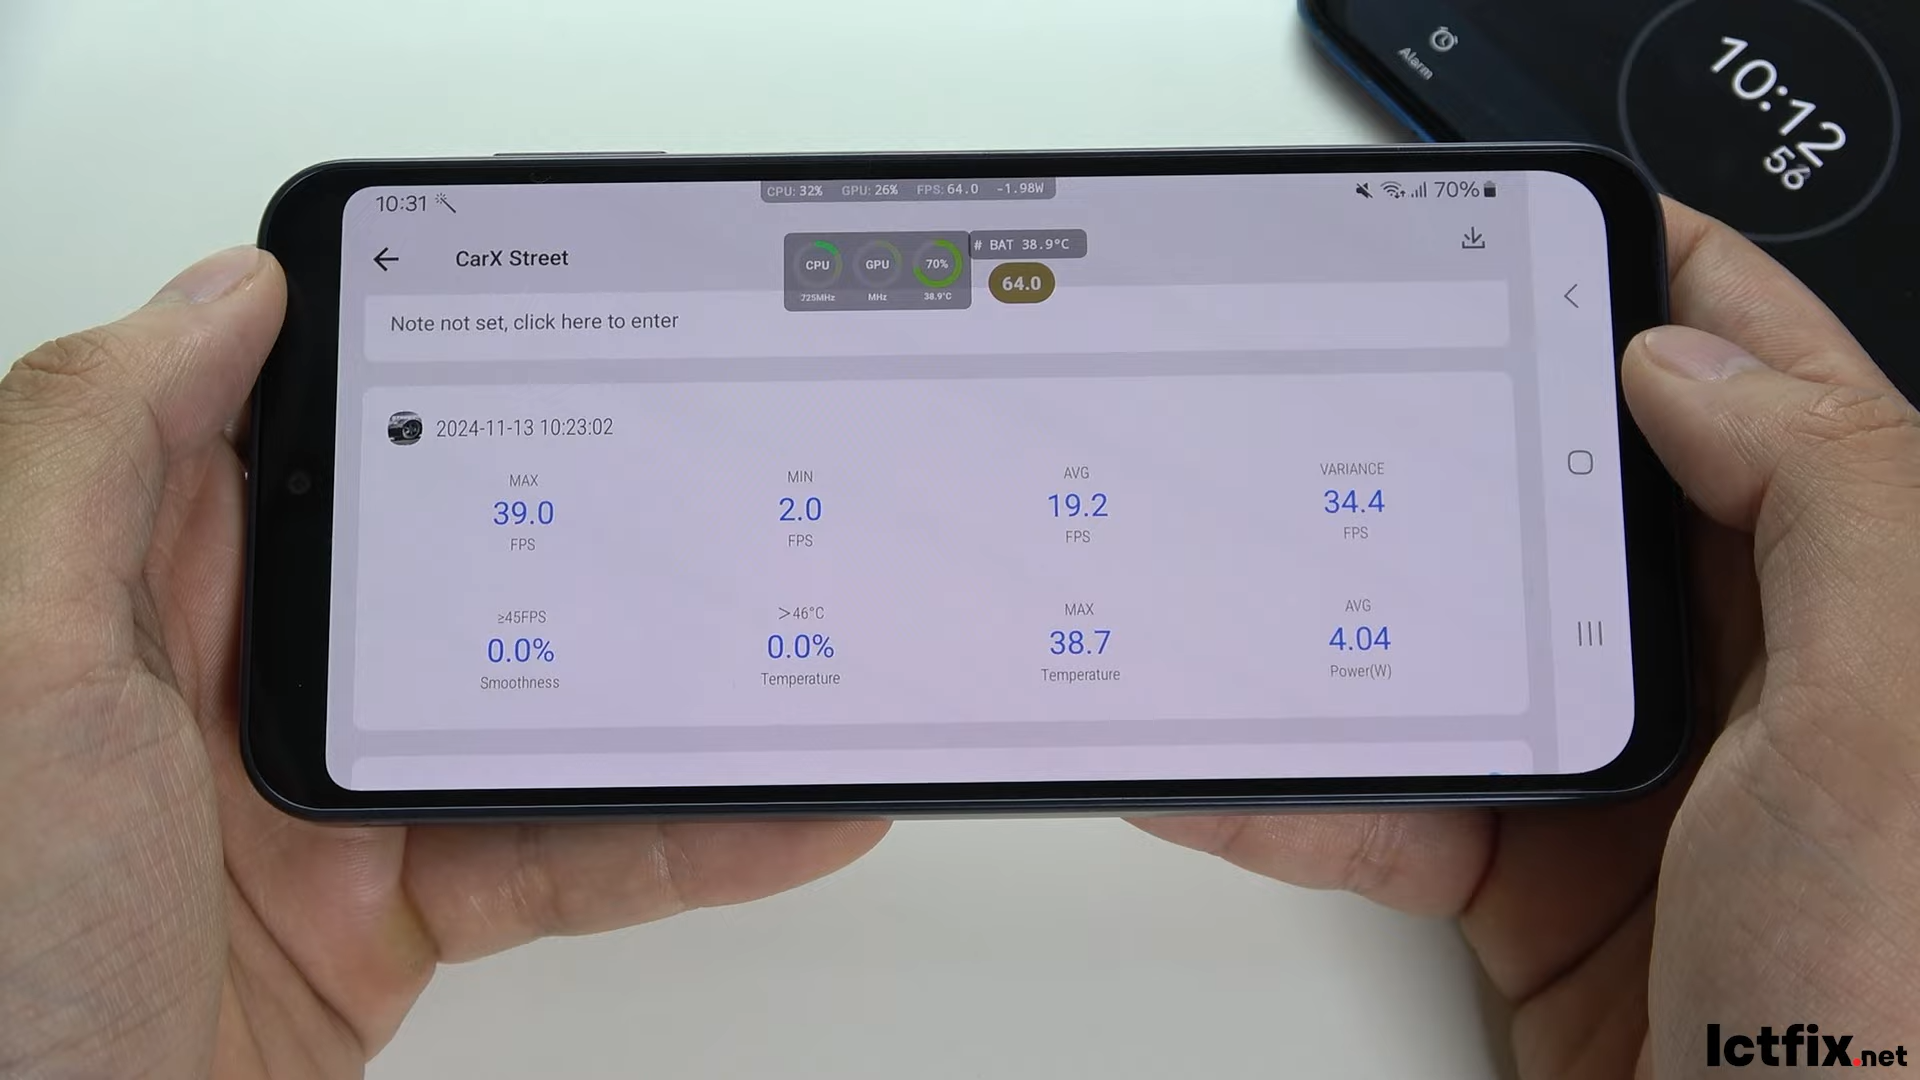 Alarm
10:12
56
10:31
CPU: 32% GPU: 26% FPS: 64.0 -1.98W
70%
CarX Street
CPU GPU 70%
725MHz MHz 38.9°C
# BAT 38.9°C
64.0
Note not set, click here to enter
2024-11-13 10:23:02
MAX MIN AVG VARIANCE
39.0 2.0 19.2 34.4
FPS FPS FPS FPS
≥45FPS >46°C MAX AVG
0.0% 0.0% 38.7 4.04
Smoothness Temperature Temperature Power(W)
Ictfix.net